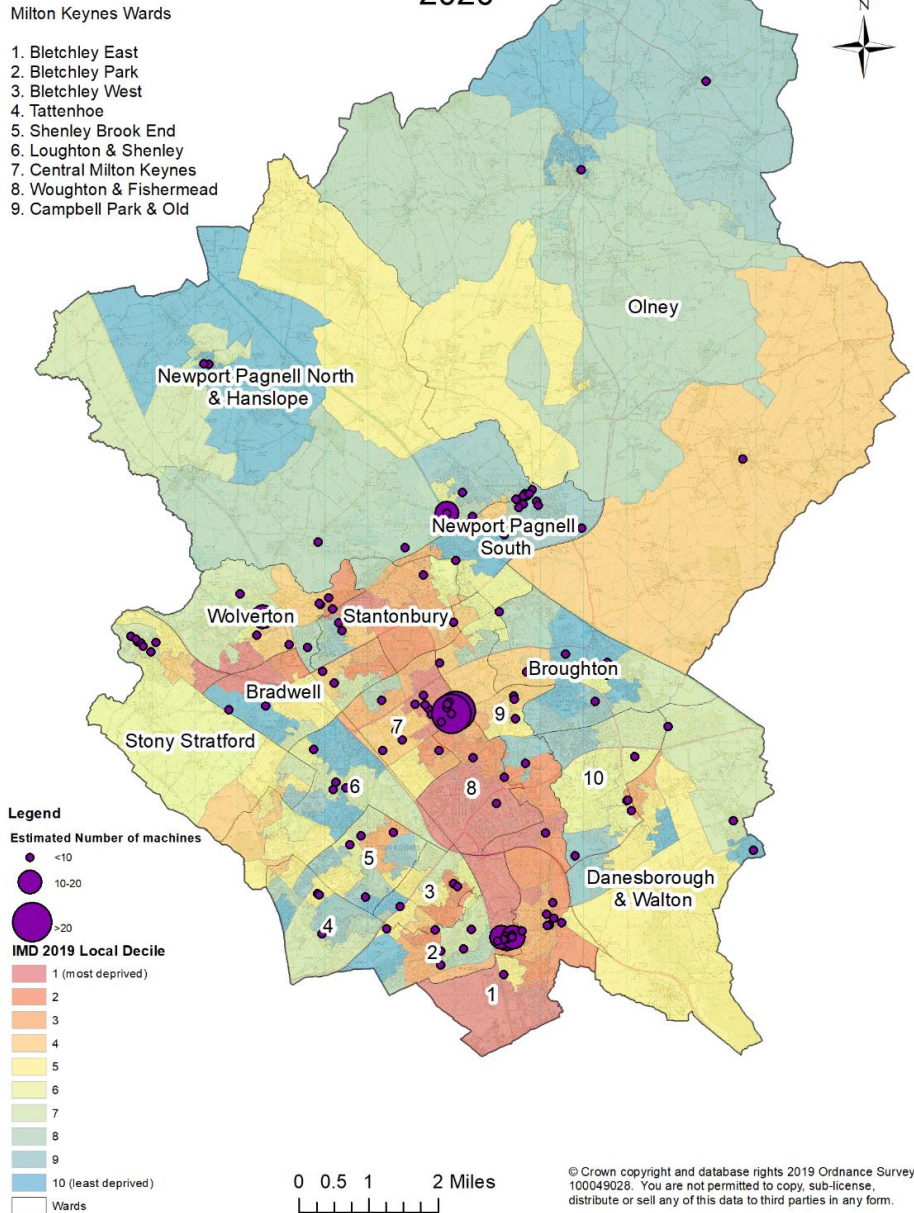 2020
N
Milton Keynes Wards
1. Bletchley East
2. Bletchley Park
3. Bletchley West
4. Tattenhoe
5. Shenley Brook End
6. Loughton & Shenley
7. Central Milton Keynes
8. Woughton & Fishermead
9. Campbell Park & Old
Olney
Newport Pagnell North
& Hanslope
Newport Pagnell
South
Wolverton
Stantonbury
Broughton
Bradwell
7
9
Stony Stratford
8
10
6
5
Danesborough
& Walton
3
4
2
1
Legend
Estimated Number of machines
<10
10-20
>20
IMD 2019 Local Decile
1 (most deprived)
2
3
4
5
6
7
8
9
10 (least deprived)
Wards
0 0.5 1 2 Miles
© Crown copyright and database rights 2019 Ordnance Survey
100049028. You are not permitted to copy, sub-license,
distribute or sell any of this data to third parties in any form.